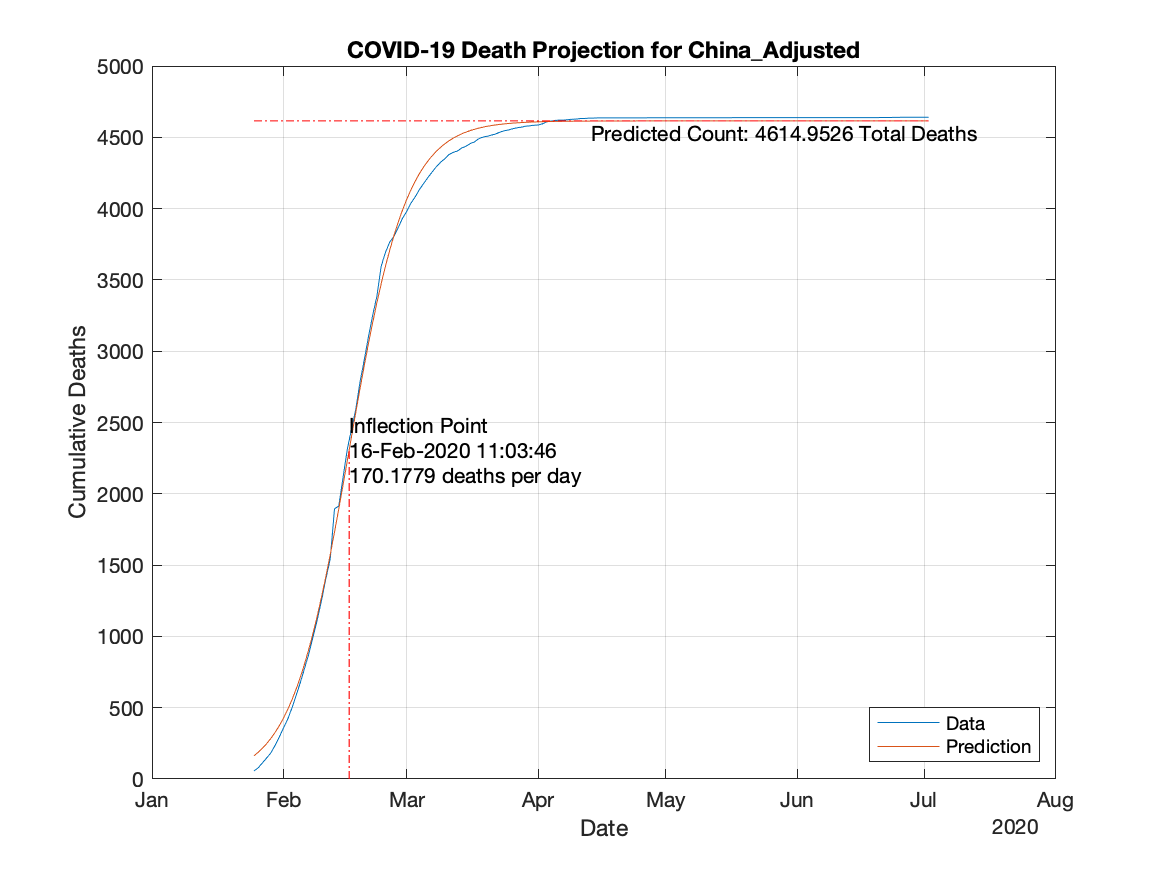 COVID-19 Death Projection for China_Adjusted
5000
4500
4000
3500
3000
2500
2000
1500
1000
500
0
Cumulative Deaths
Predicted Count: 4614.9526 Total Deaths
Inflection Point
16-Feb-2020 11:03:46
170.1779 deaths per day
Data
Prediction
Jan Feb Mar Apr May Jun Jul Aug
Date
2020